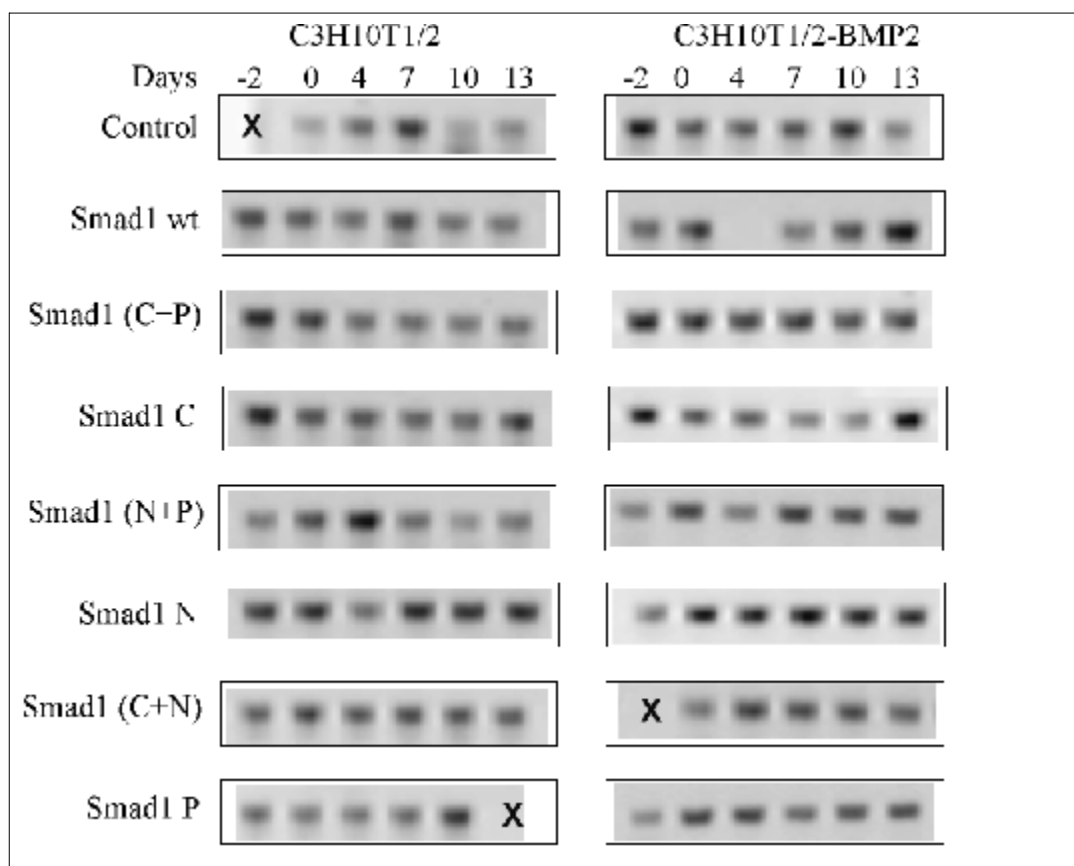 C3H10T1/2 C3H10T1/2-BMP2
Days -2 0 4 7 10 13 -2 0 4 7 10 13
Control X
Smad1 wt
Smad1 (C−P)
Smad1 C
Smad1 (N+P)
Smad1 N
Smad1 (C+N) X
Smad1 P X